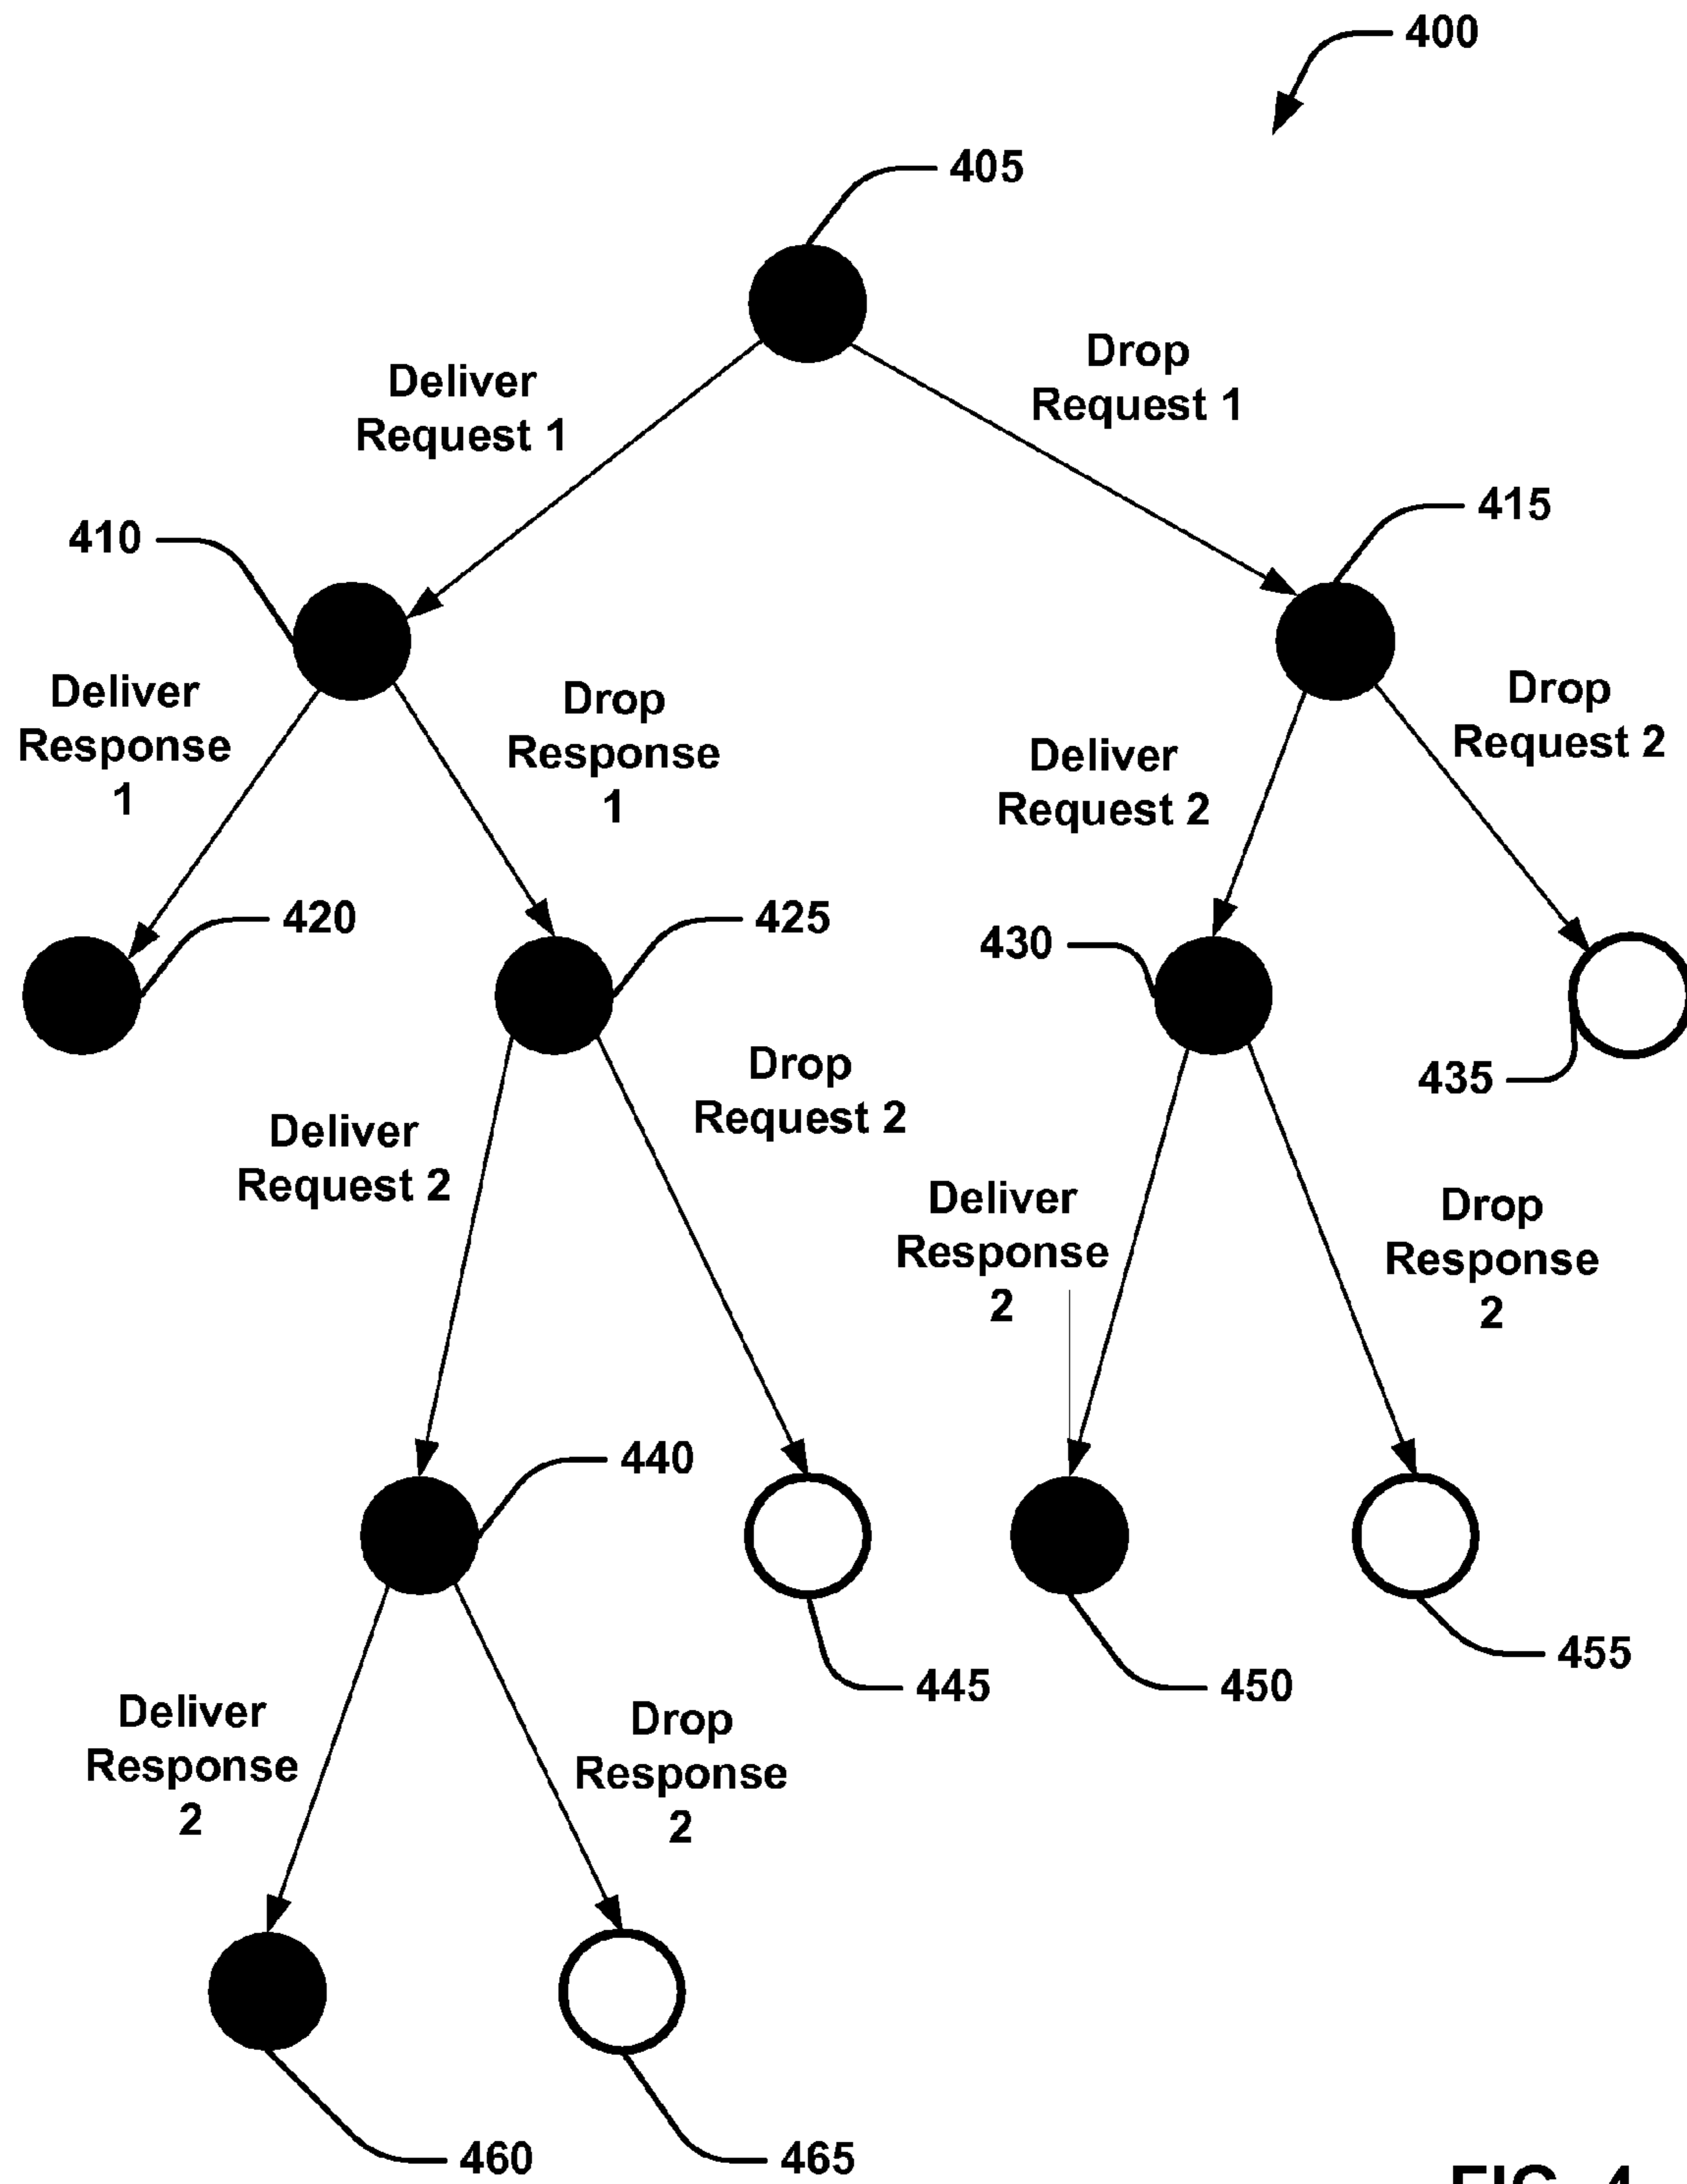 400
405
Deliver
Request 1
Drop
Request 1
410
415
Deliver
Response
1
Drop
Response
1
Deliver
Request 2
Drop
Request 2
420
425
430
435
Deliver
Request 2
Drop
Request 2
Deliver
Response
2
Drop
Response
2
440
445
450
455
Deliver
Response
2
Drop
Response
2
460
465
FIG. 4